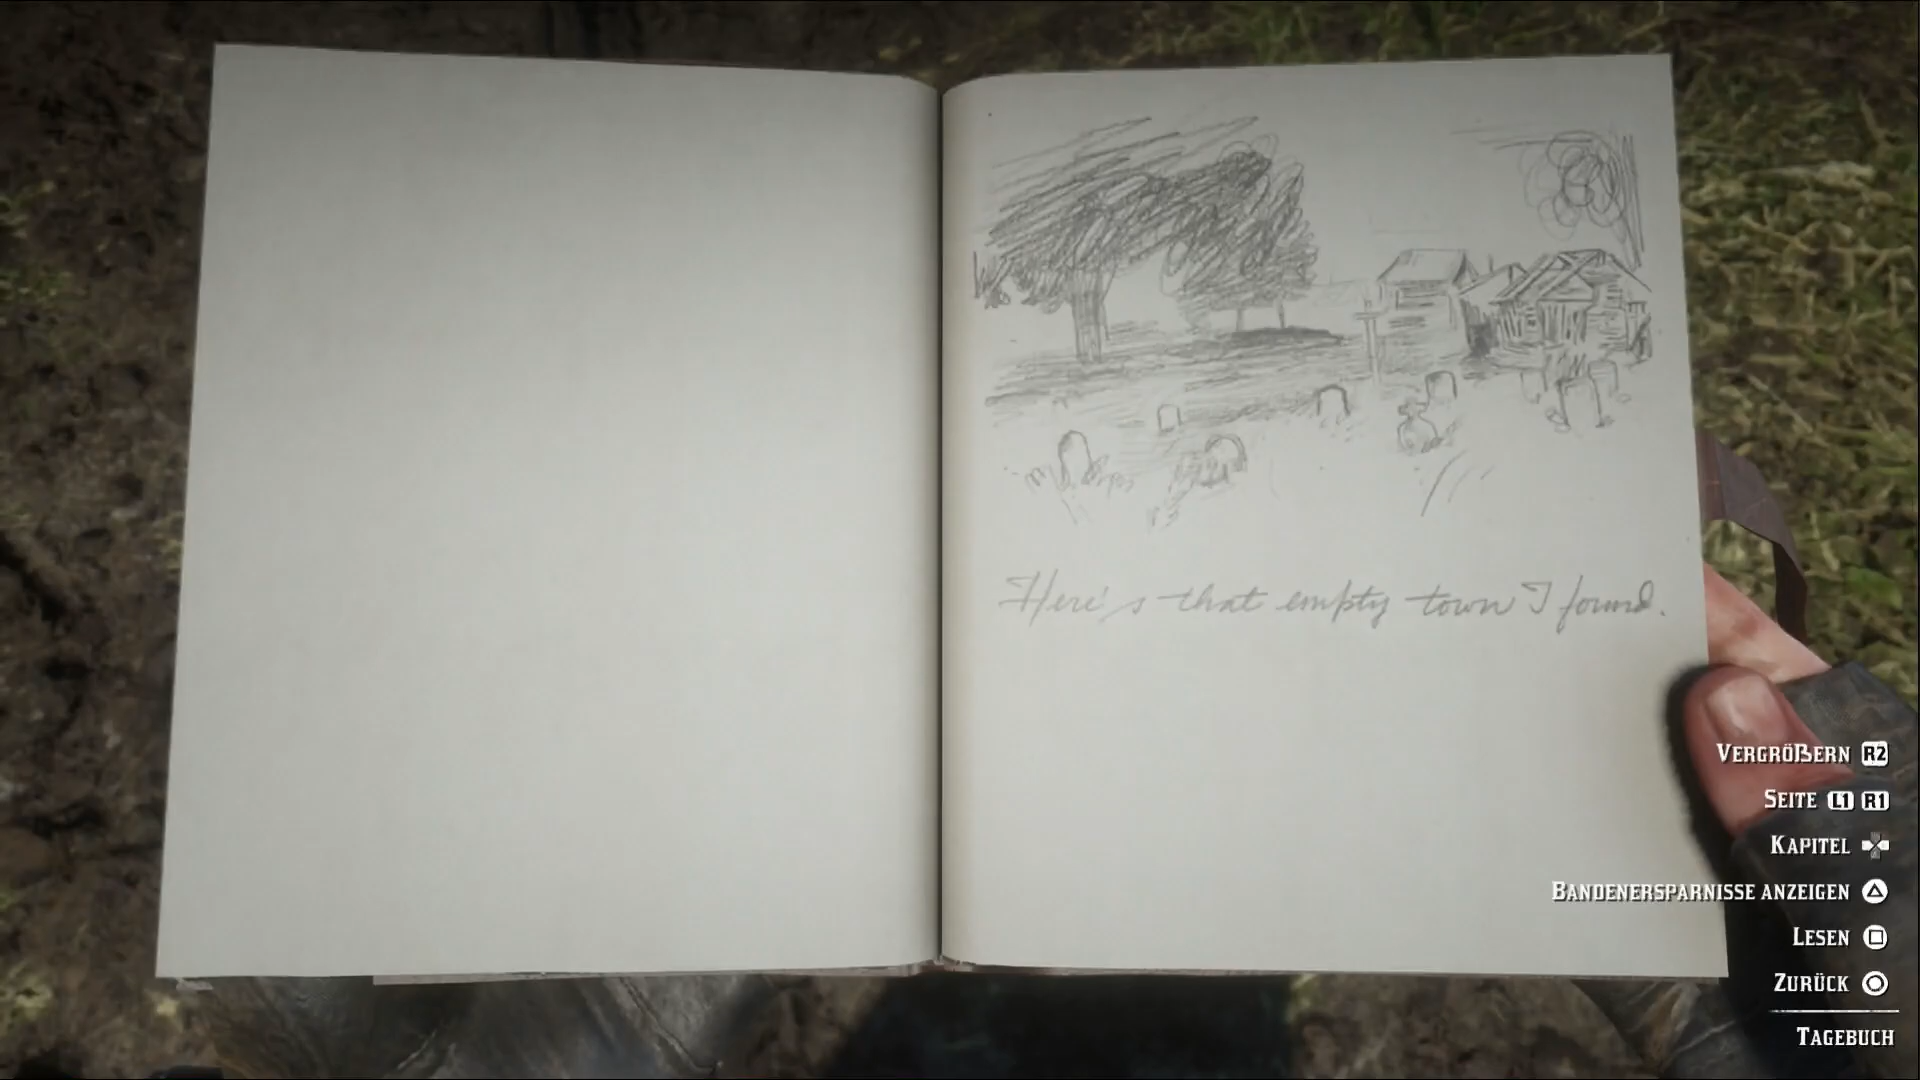 Here's that empty town I found.
VERGRÖßERN R2
SEITE L1 R1
KAPITEL
BANDENERSPARNISSE ANZEIGEN
LESEN
ZURÜCK
TAGEBUCH